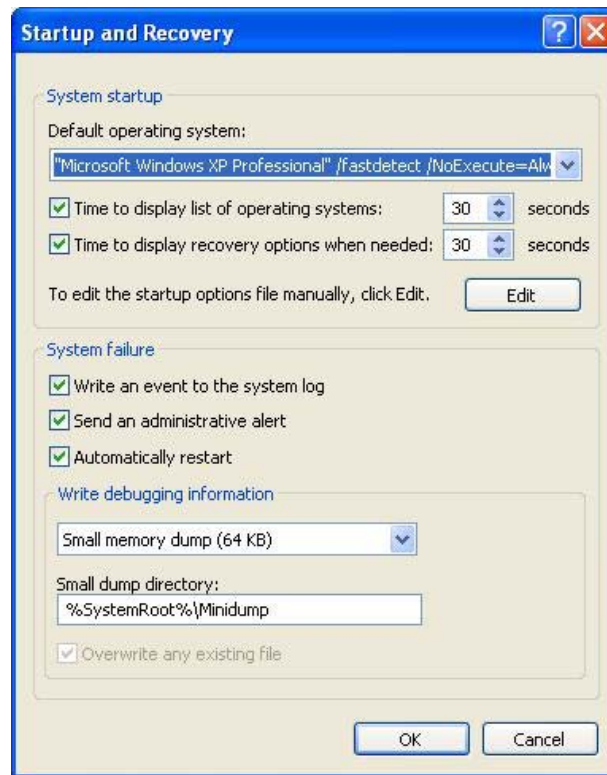 Startup and Recovery
System startup
Default operating system:
"Microsoft Windows XP Professional" /fastdetect /NoExecute=Alw
Time to display list of operating systems: 30 seconds
Time to display recovery options when needed: 30 seconds
To edit the startup options file manually, click Edit. Edit
System failure
Write an event to the system log
Send an administrative alert
Automatically restart
Write debugging information
Small memory dump (64 KB)
Small dump directory:
%SystemRoot%\Minidump
Overwrite any existing file
OK Cancel